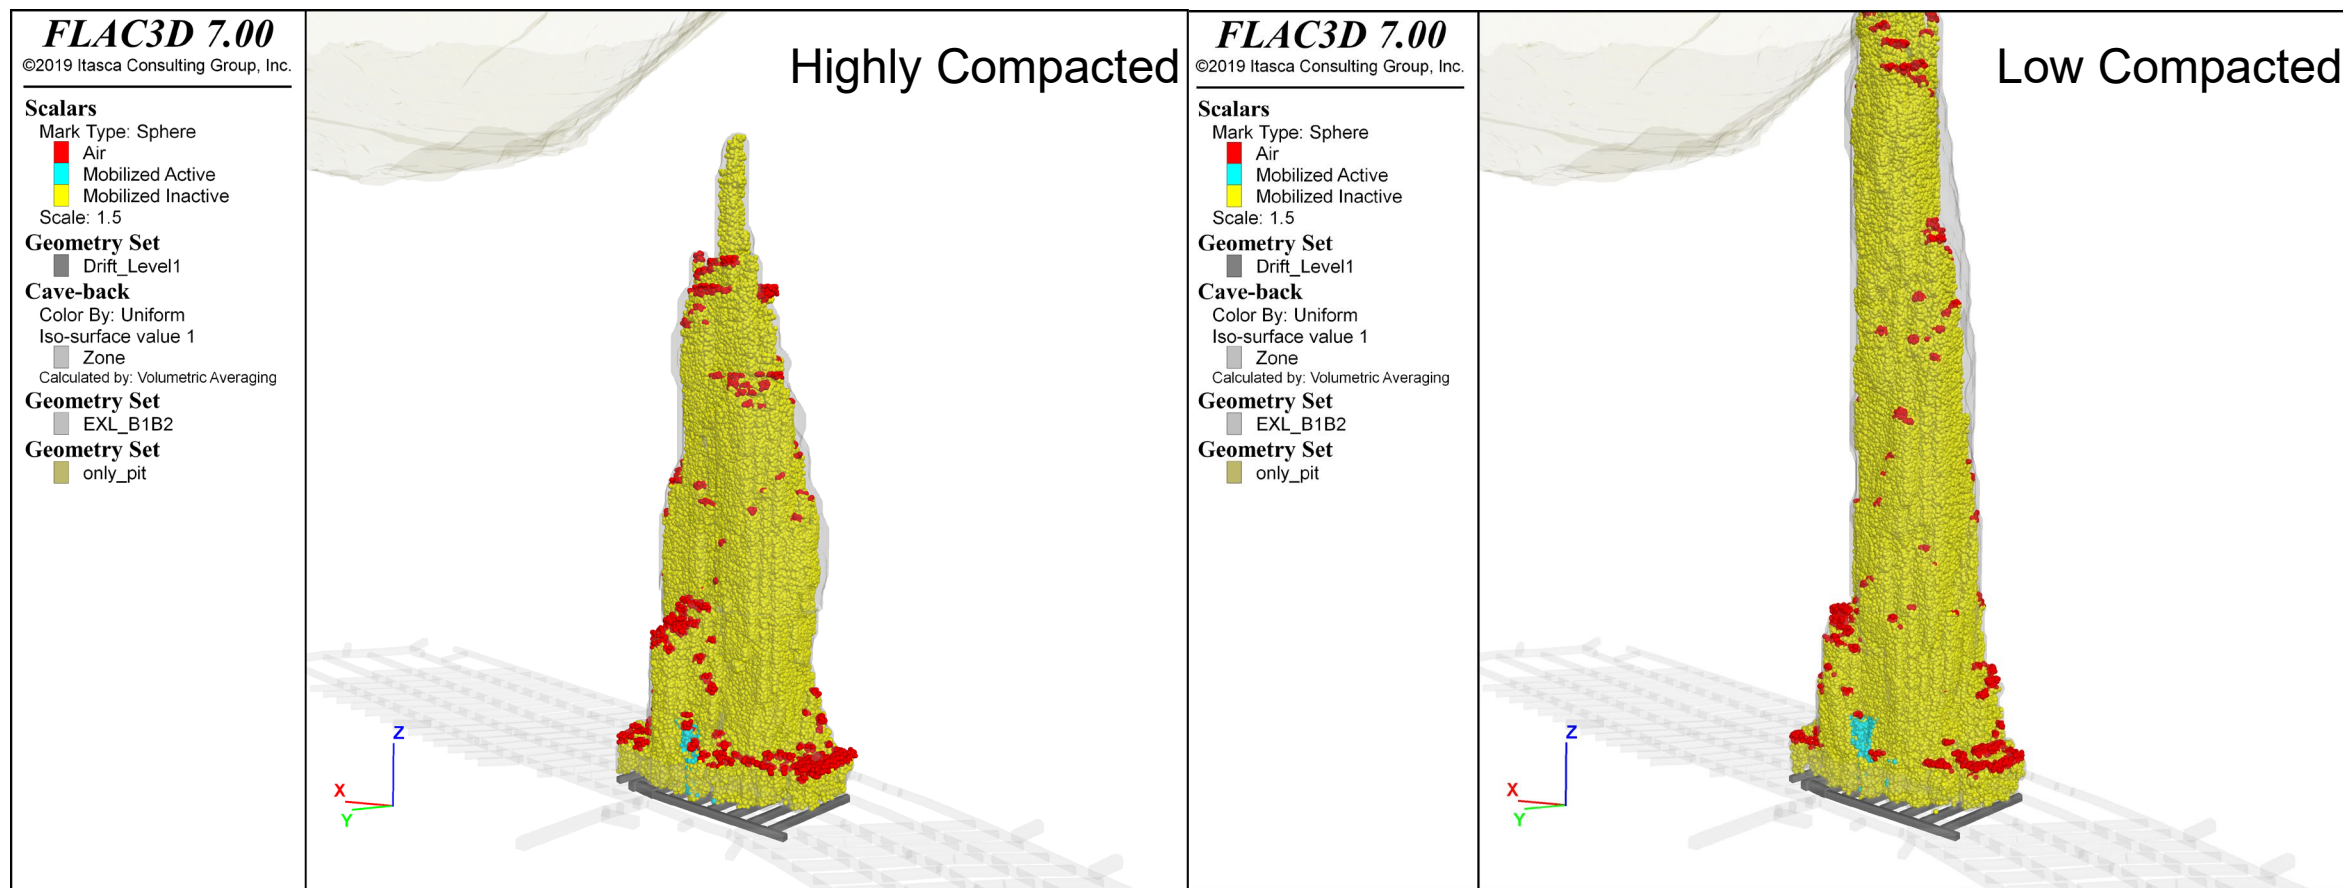 FLAC3D 7.00
©2019 Itasca Consulting Group, Inc.
Scalars
Mark Type: Sphere
Air
Mobilized Active
Mobilized Inactive
Scale: 1.5
Geometry Set
Drift_Level1
Cave-back
Color By: Uniform
Iso-surface value 1
Zone
Calculated by: Volumetric Averaging
Geometry Set
EXL_B1B2
Geometry Set
only_pit
Highly Compacted
Z
X
Y
FLAC3D 7.00
©2019 Itasca Consulting Group, Inc.
Scalars
Mark Type: Sphere
Air
Mobilized Active
Mobilized Inactive
Scale: 1.5
Geometry Set
Drift_Level1
Cave-back
Color By: Uniform
Iso-surface value 1
Zone
Calculated by: Volumetric Averaging
Geometry Set
EXL_B1B2
Geometry Set
only_pit
Low Compacted
Z
X
Y